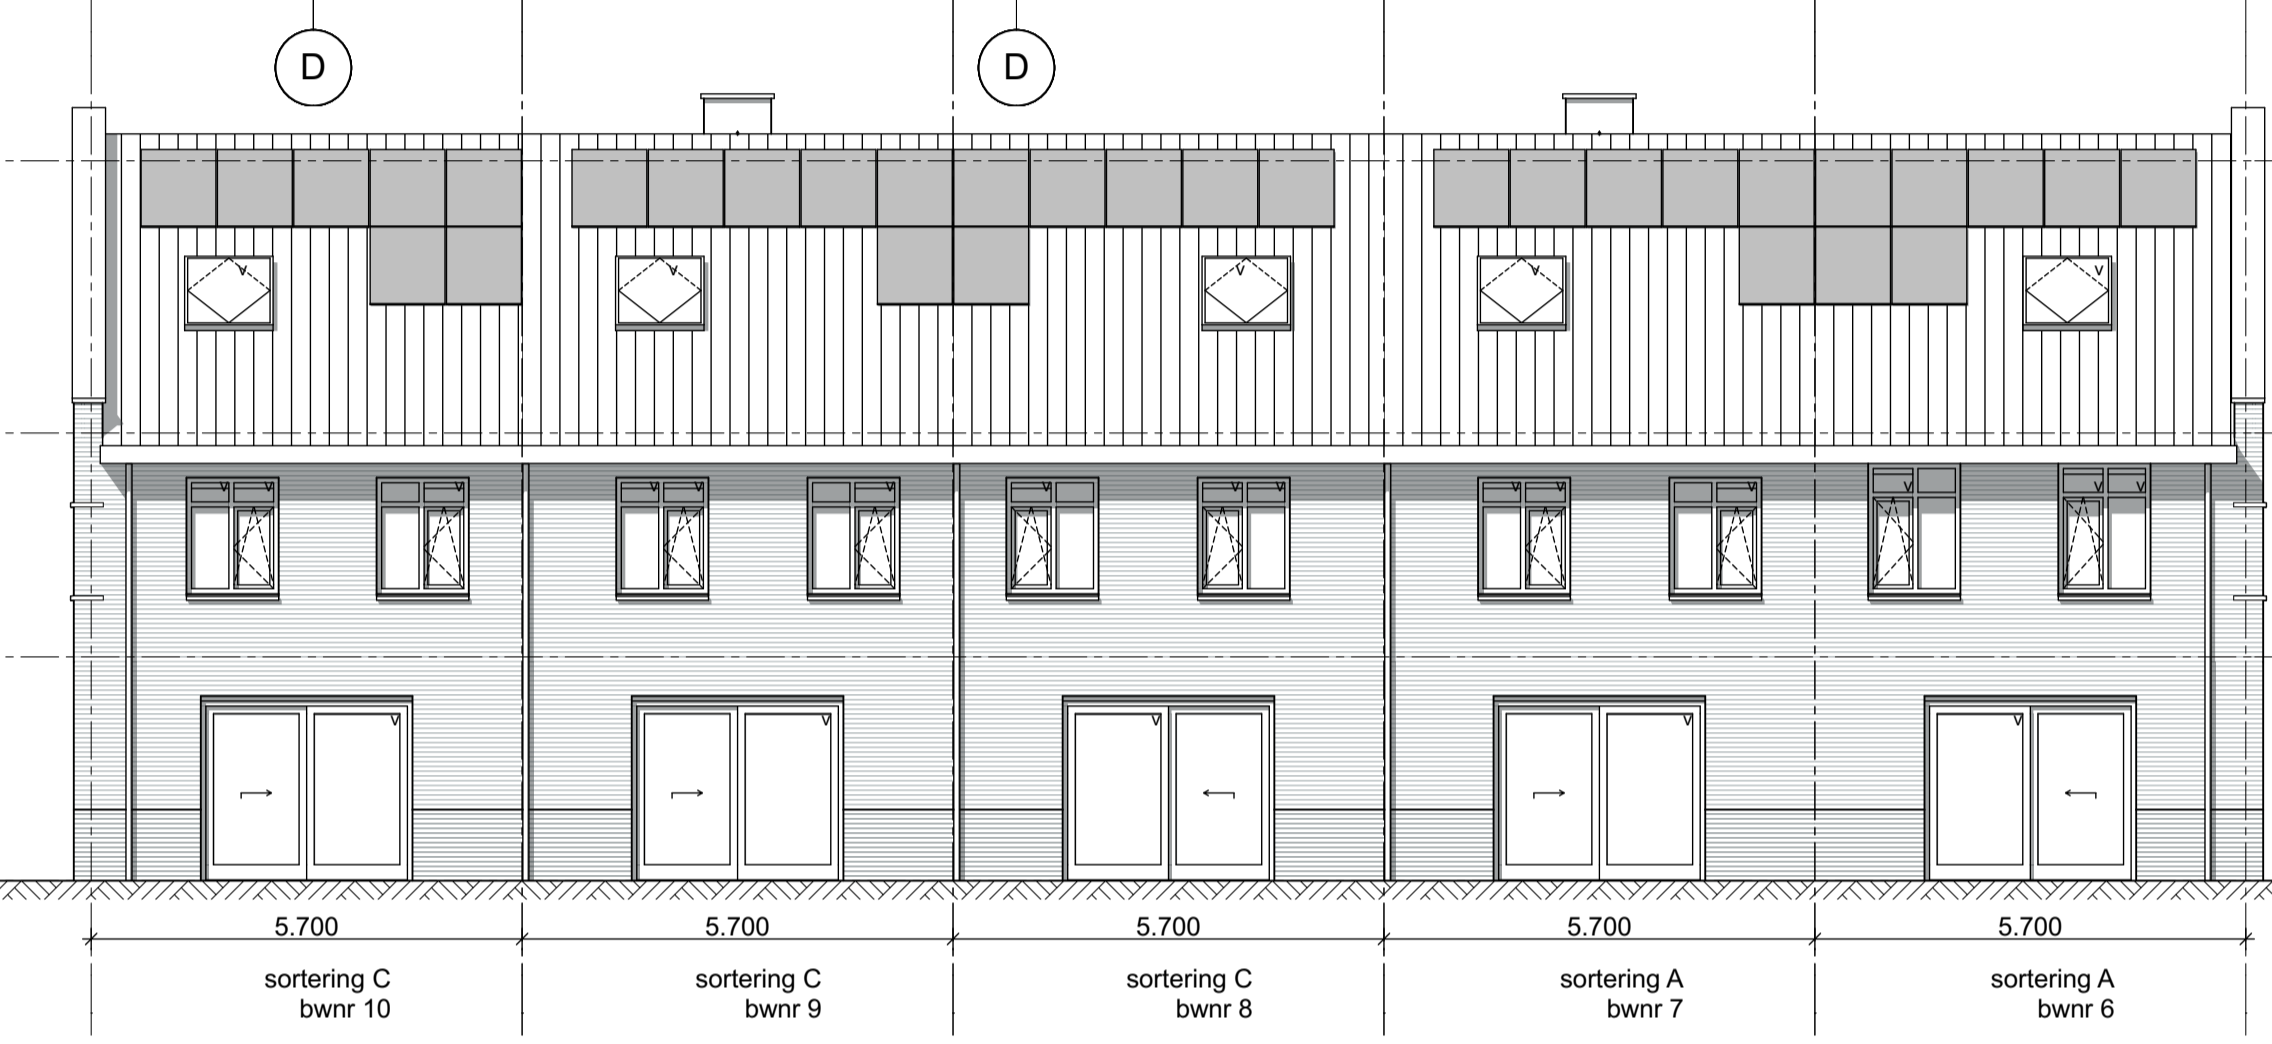 D D
V V V V V
V V V V V V V V V V V V V V V
V V V V V
5.700 5.700 5.700 5.700 5.700
sortering C sortering C sortering C sortering A sortering A
bwnr 10 bwnr 9 bwnr 8 bwnr 7 bwnr 6